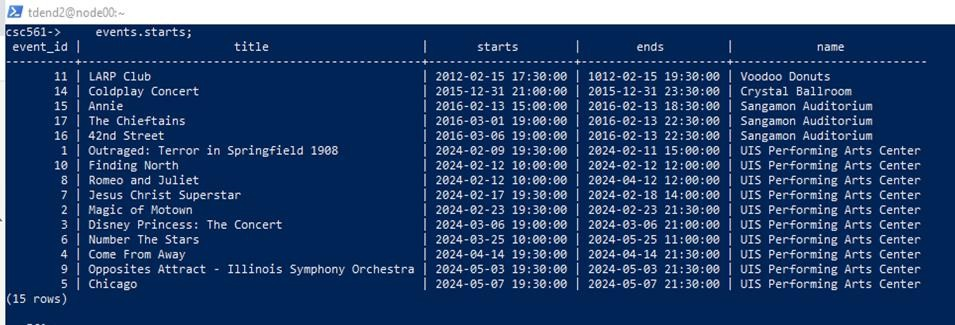 tdend2@node00:~
csc561-> events.starts;
event_id | title | starts | ends | name
----------+-------------------------------------------------+---------------------+---------------------+----------------------------
11 | LARP Club | 2012-02-15 17:30:00 | 1012-02-15 19:30:00 | Voodoo Donuts
14 | Coldplay Concert | 2015-12-31 21:00:00 | 2015-12-31 23:30:00 | Crystal Ballroom
15 | Annie | 2016-02-13 15:00:00 | 2016-02-13 18:30:00 | Sangamon Auditorium
17 | The Chieftains | 2016-03-01 19:00:00 | 2016-02-13 22:30:00 | Sangamon Auditorium
16 | 42nd Street | 2016-03-06 19:00:00 | 2016-02-13 22:30:00 | Sangamon Auditorium
1 | Outraged: Terror in Springfield 1908 | 2024-02-09 19:30:00 | 2024-02-11 15:00:00 | UIS Performing Arts Center
10 | Finding North | 2024-02-12 10:00:00 | 2024-02-12 12:00:00 | UIS Performing Arts Center
8 | Romeo and Juliet | 2024-02-12 10:00:00 | 2024-04-12 12:00:00 | UIS Performing Arts Center
7 | Jesus Christ Superstar | 2024-02-17 19:30:00 | 2024-02-18 14:00:00 | UIS Performing Arts Center
2 | Magic of Motown | 2024-02-23 19:30:00 | 2024-02-23 21:30:00 | UIS Performing Arts Center
3 | Disney Princess: The Concert | 2024-03-06 19:00:00 | 2024-03-06 21:00:00 | UIS Performing Arts Center
6 | Number The Stars | 2024-03-25 10:00:00 | 2024-05-25 11:00:00 | UIS Performing Arts Center
4 | Come From Away | 2024-04-14 19:30:00 | 2024-04-14 21:30:00 | UIS Performing Arts Center
9 | Opposites Attract - Illinois Symphony Orchestra | 2024-05-03 19:30:00 | 2024-05-03 21:30:00 | UIS Performing Arts Center
5 | Chicago | 2024-05-07 19:30:00 | 2024-05-07 21:30:00 | UIS Performing Arts Center
(15 rows)